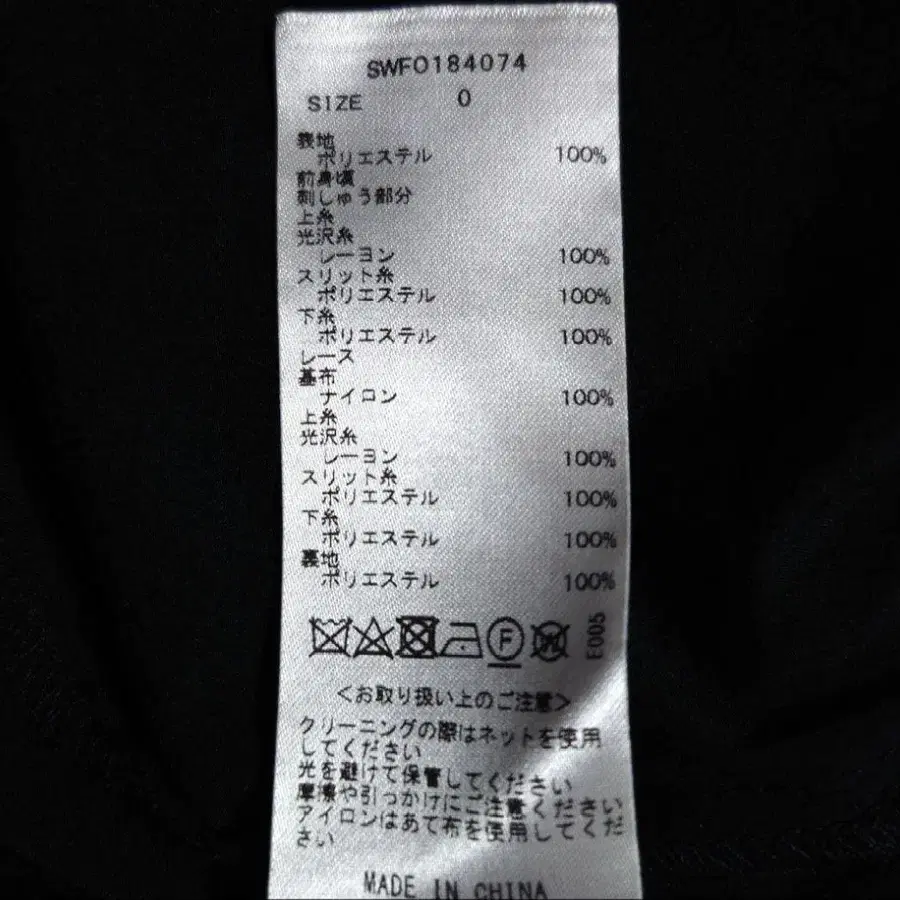 SWFO184074
SIZE 0
表地
ポリエステル 100%
前身頃
刺しゅう部分
上糸
光沢糸
レーヨン 100%
スリット糸
ポリエステル 100%
下糸
ポリエステル 100%
レース
基布
ナイロン 100%
上糸
光沢糸
レーヨン 100%
スリット糸
ポリエステル 100%
下糸
ポリエステル 100%
裏地
ポリエステル 100%
F
W
E005
<お取り扱い上のご注意>
クリーニングの際はネットを使用
してください
光を避けて保管してください
摩擦や引っかけにご注意ください
アイロンはあて布を使用してくだ
さい
MADE IN CHINA